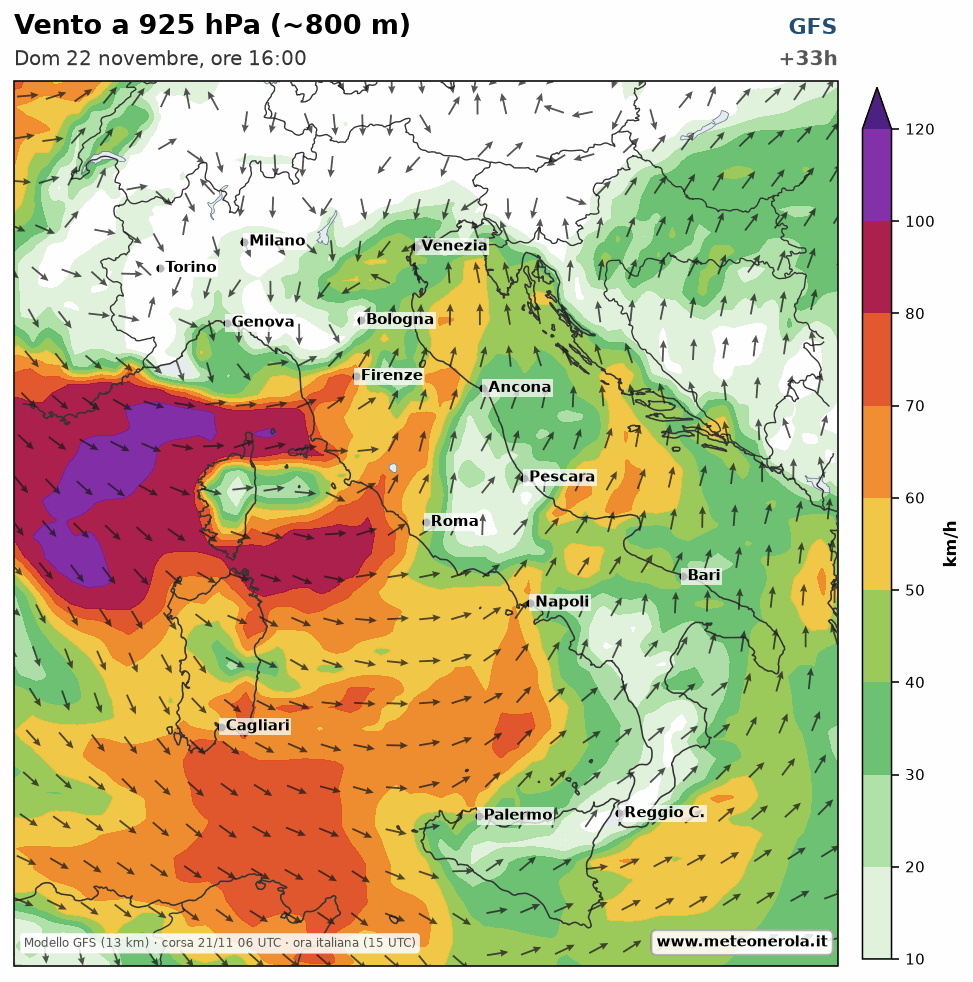 Vento a 925 hPa (~800 m)
GFS
Dom 22 novembre, ore 16:00
+33h
120
100
80
70
60
50
40
30
20
10
km/h
Milano
Venezia
Torino
Genova
Bologna
Firenze
Ancona
Pescara
Roma
Bari
Napoli
Cagliari
Palermo
Reggio C.
Modello GFS (13 km) · corsa 21/11 06 UTC · ora italiana (15 UTC)
www.meteonerola.it